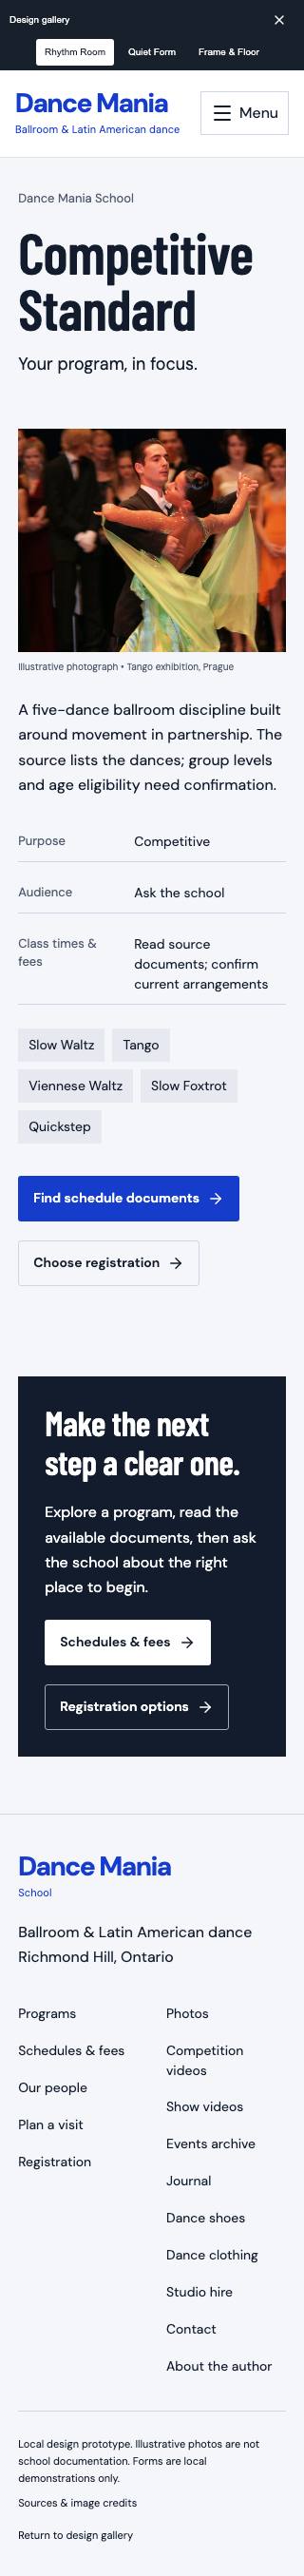 Design gallery
Rhythm Room
Quiet Form
Frame & Floor
Dance Mania
Ballroom & Latin American dance
Menu
Dance Mania School
Competitive
Standard
Your program, in focus.
Illustrative photograph • Tango exhibition, Prague
A five-dance ballroom discipline built
around movement in partnership. The
source lists the dances; group levels
and age eligibility need confirmation.
Purpose
Competitive
Audience
Ask the school
Class times &
fees
Read source
documents; confirm
current arrangements
Slow Waltz
Tango
Viennese Waltz
Slow Foxtrot
Quickstep
Find schedule documents →
Choose registration →
Make the next
step a clear one.
Explore a program, read the
available documents, then ask
the school about the right
place to begin.
Schedules & fees →
Registration options →
Dance Mania
School
Ballroom & Latin American dance
Richmond Hill, Ontario
Programs
Schedules & fees
Our people
Plan a visit
Registration
Photos
Competition
videos
Show videos
Events archive
Journal
Dance shoes
Dance clothing
Studio hire
Contact
About the author
Local design prototype. Illustrative photos are not
school documentation. Forms are local
demonstrations only.
Sources & image credits
Return to design gallery